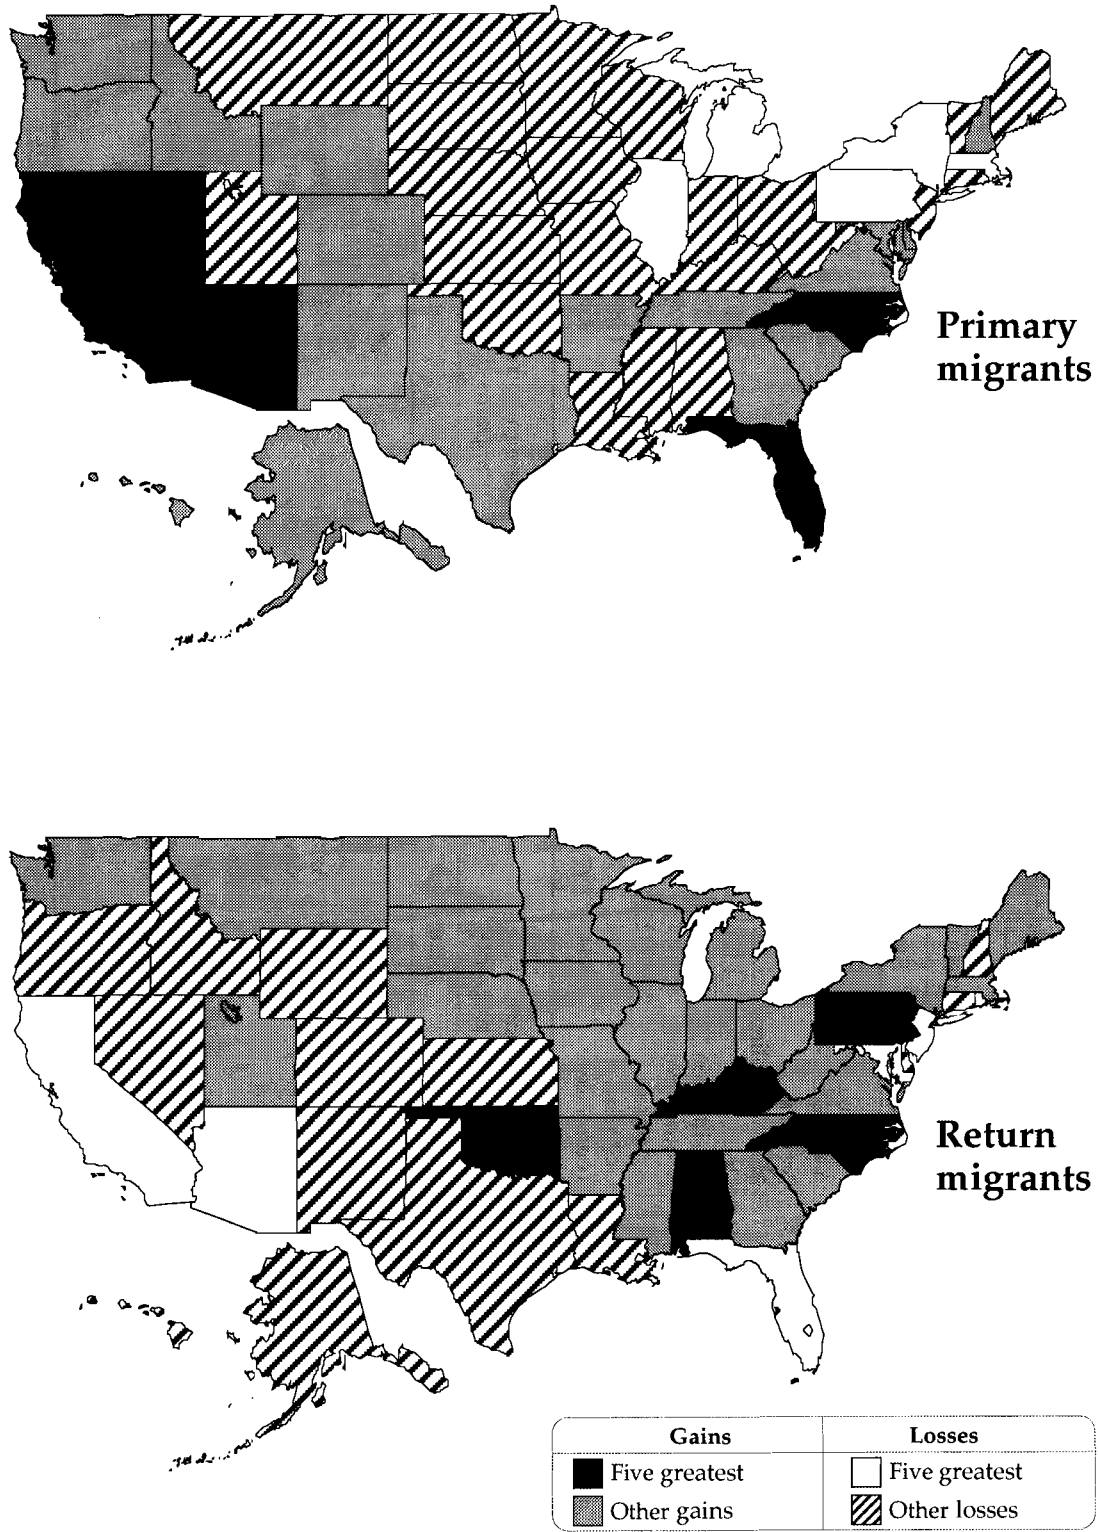 Primary
migrants
Return
migrants
Gains Losses
Five greatest Five greatest
Other gains Other losses